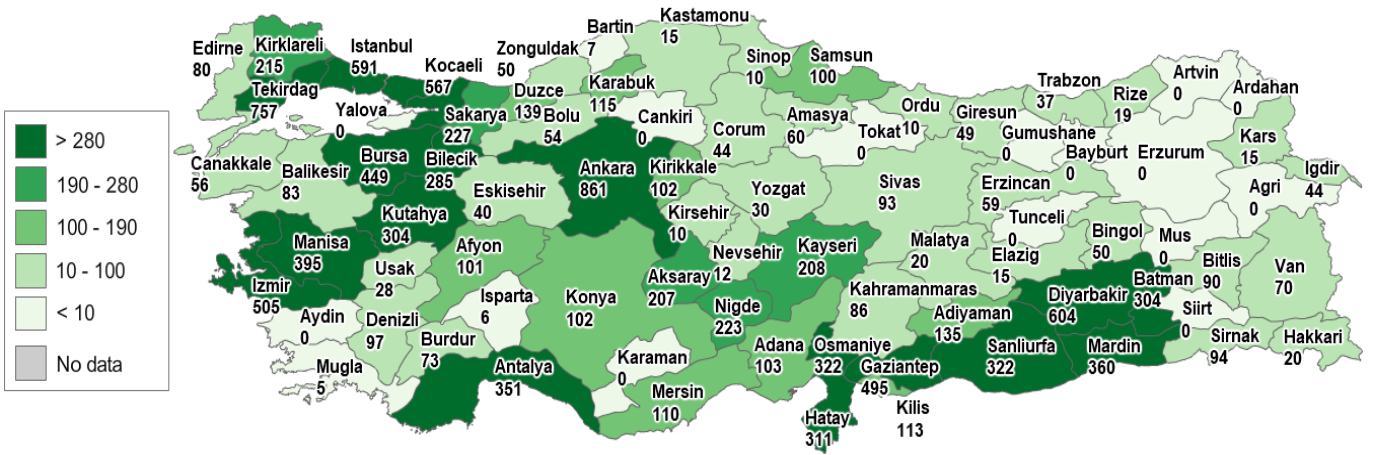 > 280
190 - 280
100 - 190
10 - 100
< 10
No data
Edirne
80
Kirklareli
215
Istanbul
591
Tekirdag
757
Kocaeli
567
Yalova
0
Sakarya
227
Zonguldak
50
Bartin
7
Kastamonu
15
Duzce
139
Karabuk
115
Bolu
54
Cankiri
0
Sinop
10
Samsun
100
Corum
44
Amasya
60
Tokat
0
Ordu
10
Giresun
49
Trabzon
37
Gumushane
0
Bayburt
0
Rize
19
Artvin
0
Ardahan
0
Kars
15
Igdir
44
Erzurum
0
Agri
0
Canakkale
56
Balikesir
83
Bursa
449
Bilecik
285
Eskisehir
40
Kutahya
304
Ankara
861
Kirikkale
102
Kirsehir
10
Yozgat
30
Sivas
93
Erzincan
59
Tunceli
0
Bingol
50
Mus
0
Manisa
395
Izmir
505
Usak
28
Afyon
101
Isparta
6
Konya
102
Aksaray
207
Nevsehir
12
Kayseri
208
Nigde
223
Malatya
20
Elazig
15
Kahramanmaras
86
Adiyaman
135
Diyarbakir
604
Batman
304
Bitlis
90
Van
70
Siirt
0
Sirnak
94
Hakkari
20
Aydin
0
Denizli
97
Burdur
73
Mugla
5
Antalya
351
Karaman
0
Mersin
110
Adana
103
Osmaniye
322
Gaziantep
495
Sanliurfa
322
Mardin
360
Hatay
311
Kilis
113